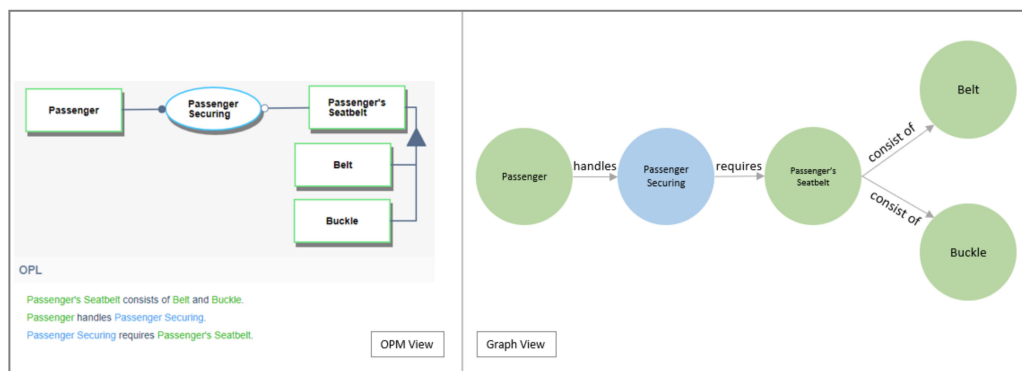 Passenger
Passenger
Securing
Passenger's
Seatbelt
Belt
Buckle
OPL
Passenger's Seatbelt consists of Belt and Buckle.
Passenger handles Passenger Securing.
Passenger Securing requires Passenger's Seatbelt.
OPM View
Passenger
handles
Passenger
Securing
requires
Passenger's
Seatbelt
consist of
Belt
consist of
Buckle
Graph View